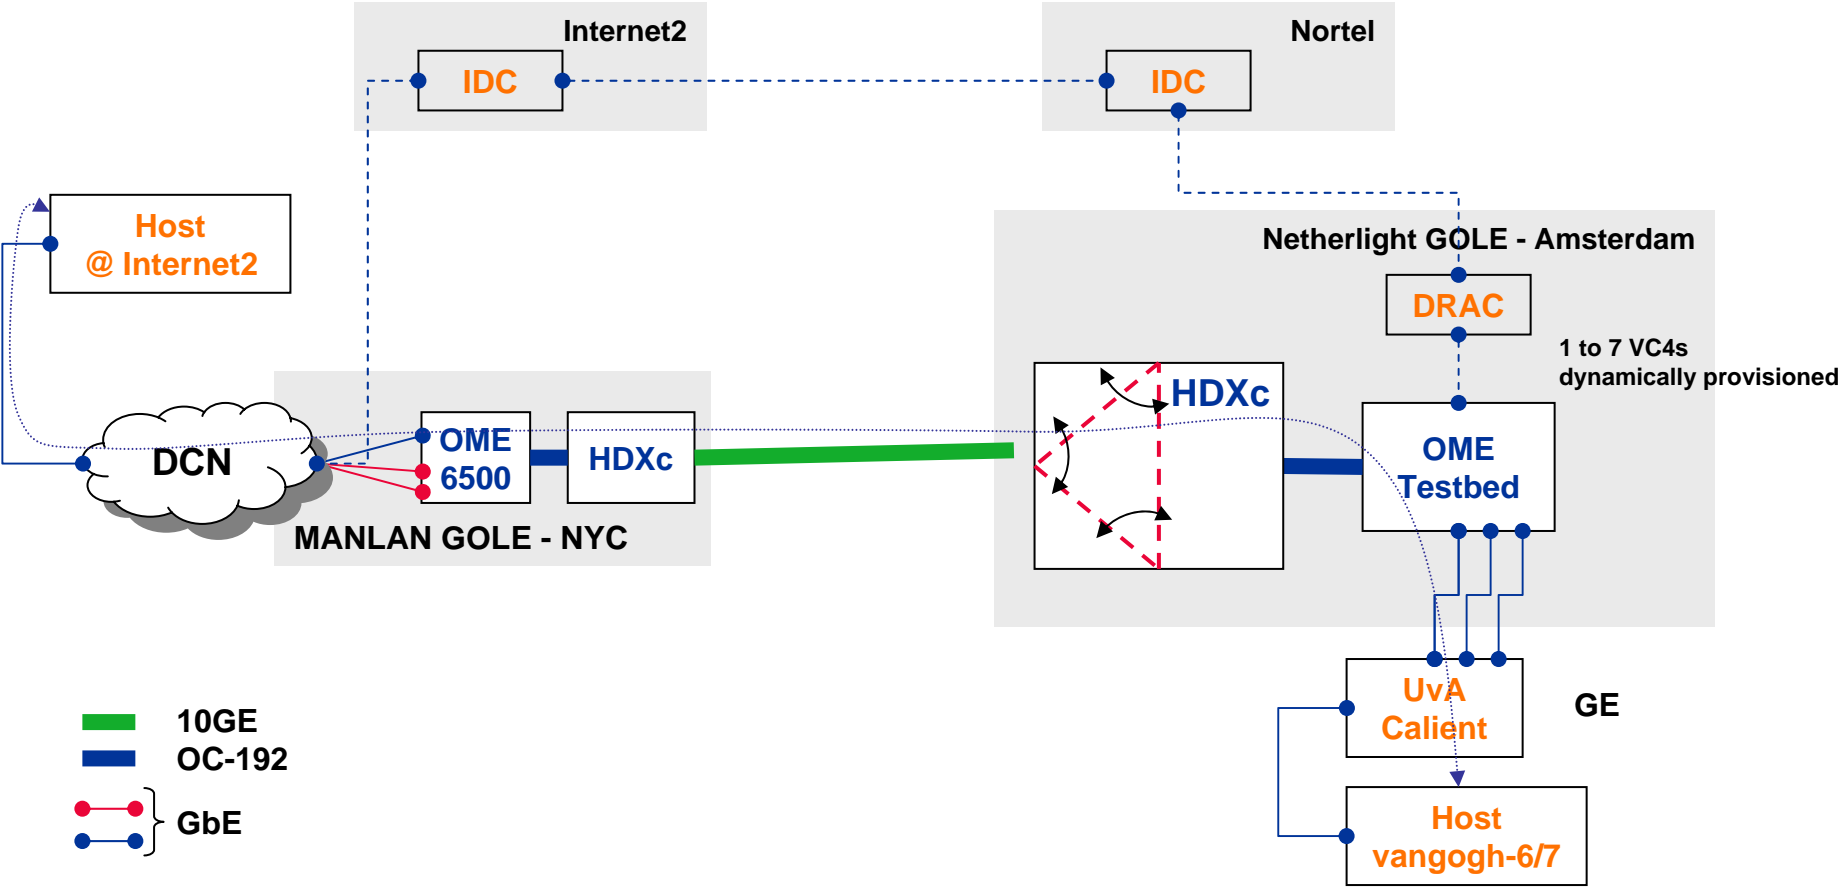 Internet2
IDC
Nortel
IDC
Host
@ Internet2
Netherlight GOLE - Amsterdam
DRAC
1 to 7 VC4s
dynamically provisioned
HDXc
DCN
OME
6500
HDXc
OME
Testbed
MANLAN GOLE - NYC
UvA
Calient
GE
10GE
OC-192
GbE
Host
vangogh-6/7